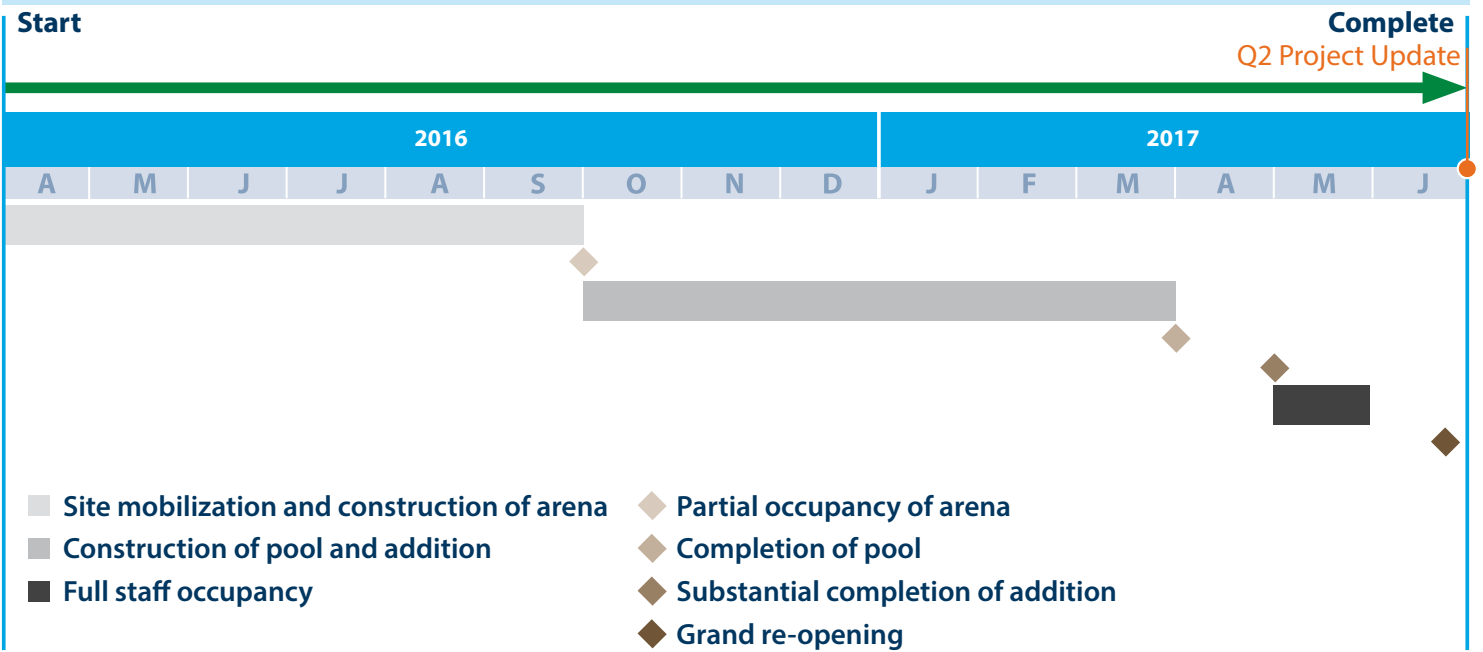 Start
Complete
Q2 Project Update
2016 2017
A M J J A S O N D J F M A M J
Site mobilization and construction of arena
Construction of pool and addition
Full staff occupancy
Partial occupancy of arena
Completion of pool
Substantial completion of addition
Grand re-opening